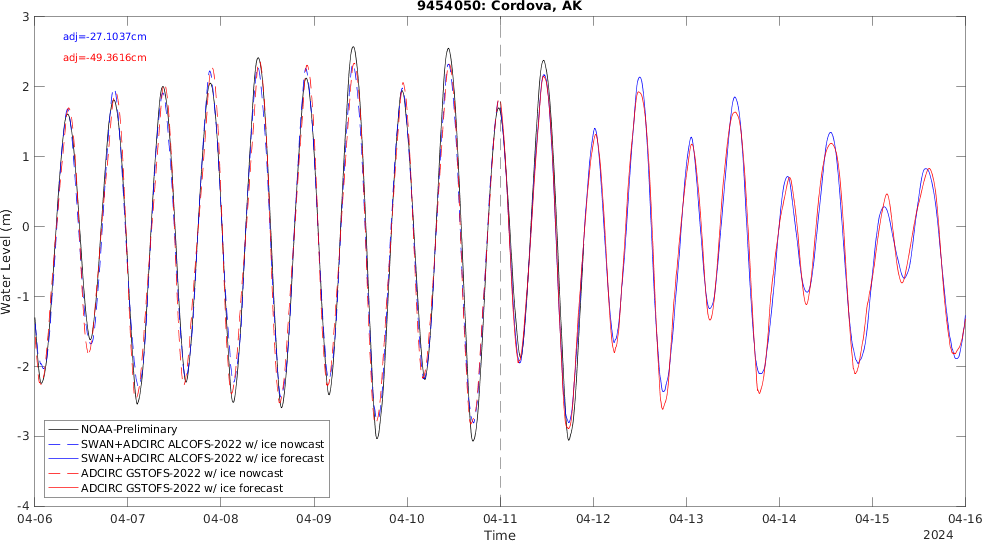 9454050: Cordova, AK
adj=-27.1037cm
adj=-49.3616cm
Water Level (m)
3
2
1
0
-1
-2
-3
-4
NOAA-Preliminary
SWAN+ADCIRC ALCOFS-2022 w/ ice nowcast
SWAN+ADCIRC ALCOFS-2022 w/ ice forecast
ADCIRC GSTOFS-2022 w/ ice nowcast
ADCIRC GSTOFS-2022 w/ ice forecast
04-06 04-07 04-08 04-09 04-10 04-11 04-12 04-13 04-14 04-15 04-16
Time
2024